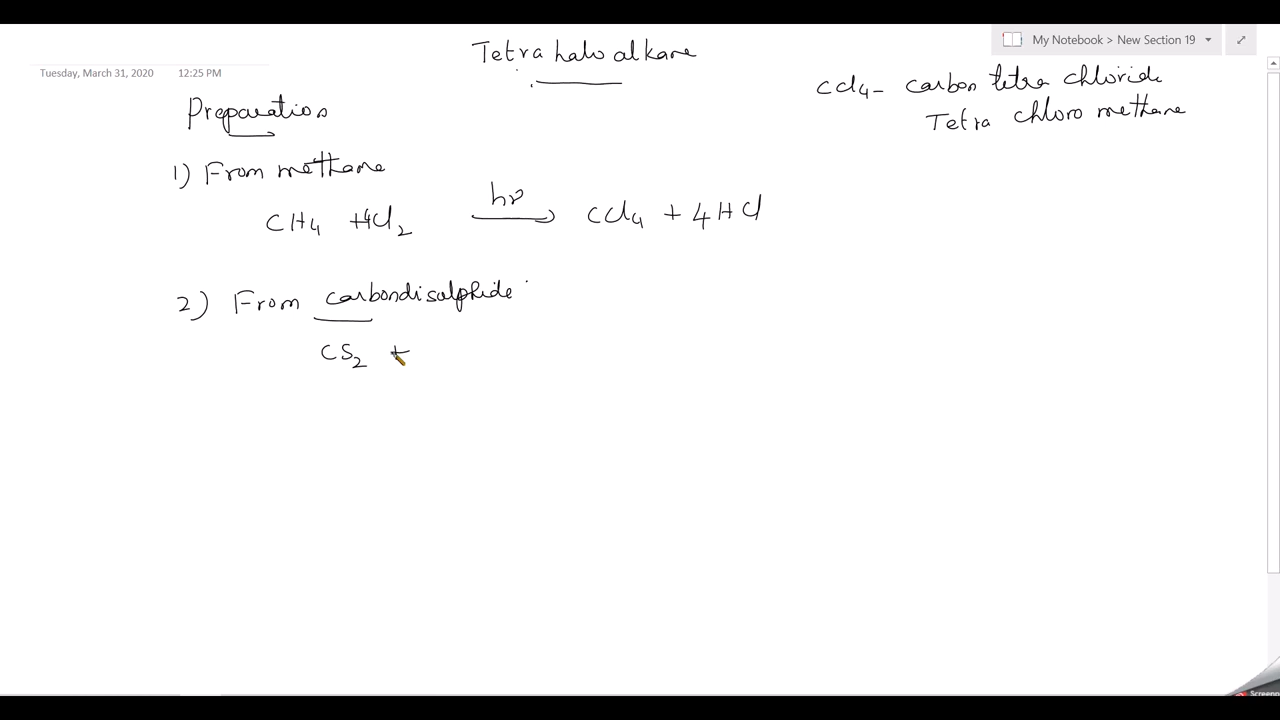 Tetra halo alkane
My Notebook > New Section 19
Tuesday, March 31, 2020 12:25 PM
CCl4 - carbon tetra chloride
Tetra chloro methane
Preparation
1) From methane
CH4 + 4Cl2 hν CCl4 + 4HCl
2) From carbondisulphide
CS2 +